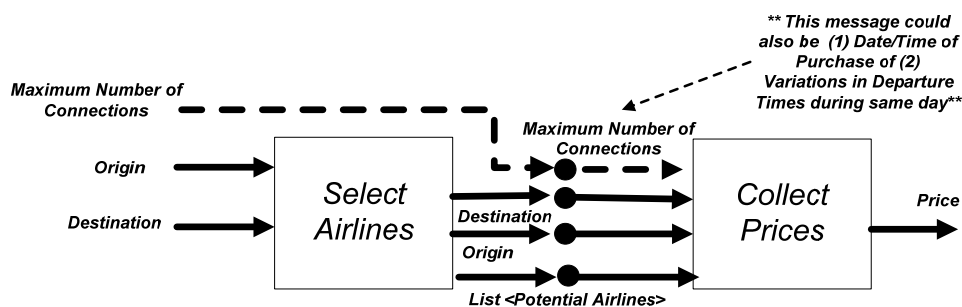 ** This message could
also be (1) Date/Time of
Purchase of (2)
Variations in Departure
Times during same day**
Maximum Number of
Connections
Maximum Number of
Connections
Origin
Destination
Select
Airlines
Destination
Origin
List <Potential Airlines>
Collect
Prices
Price